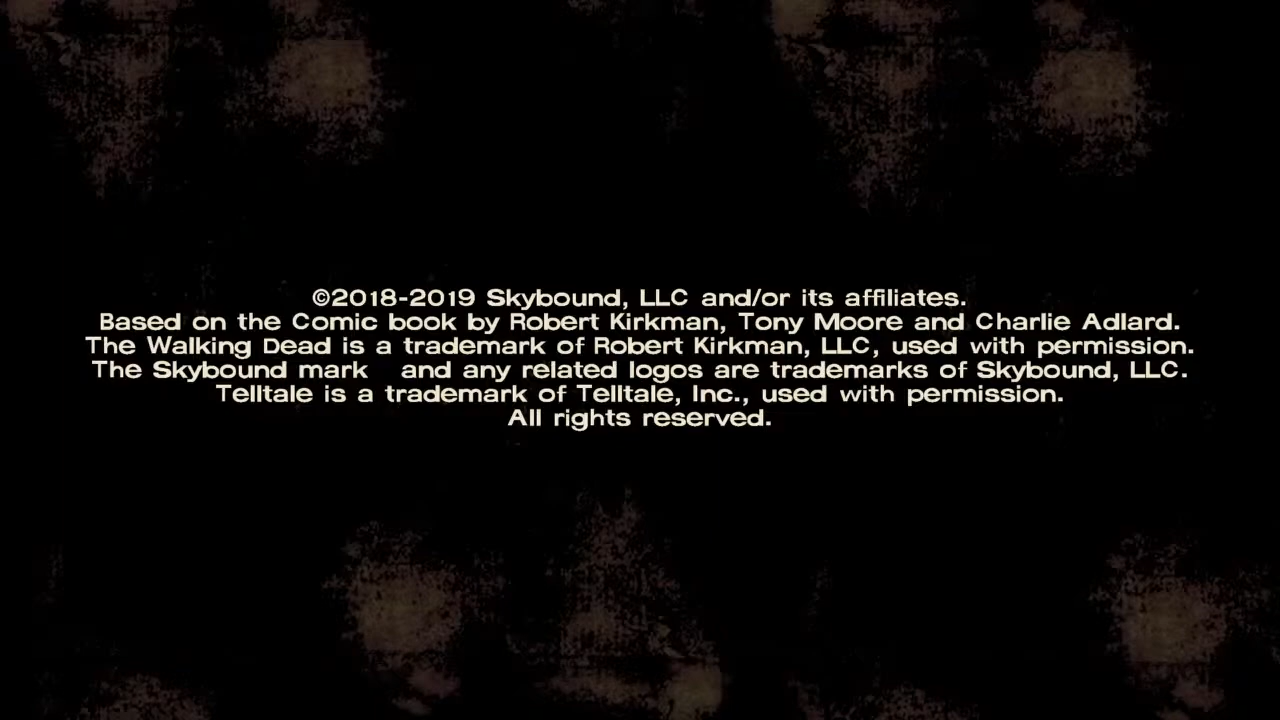 ©2018-2019 Skybound, LLC and/or its affiliates.
Based on the Comic book by Robert Kirkman, Tony Moore and Charlie Adlard.
The Walking Dead is a trademark of Robert Kirkman, LLC, used with permission.
The Skybound mark and any related logos are trademarks of Skybound, LLC.
Telltale is a trademark of Telltale, Inc., used with permission.
All rights reserved.